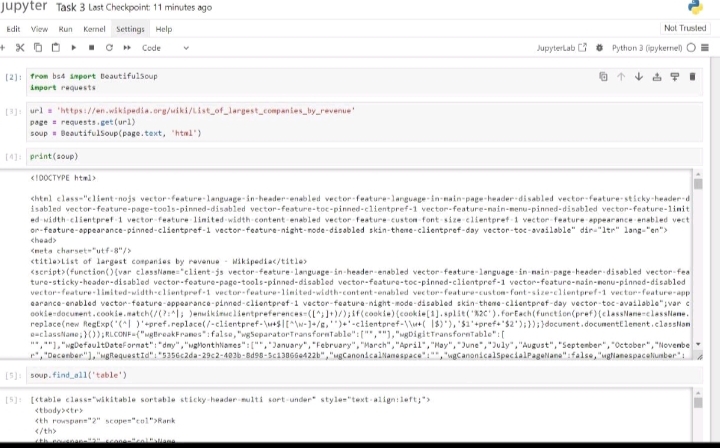 Jupyter Task 3 Last Checkpoint: 11 minutes ago
Edit View Run Kernel Settings Help
Not Trusted
Code
JupyterLab
Python 3 (ipykernel)
[2]: from bs4 import BeautifulSoup
import requests
[3]: url = 'https://en.wikipedia.org/wiki/List_of_largest_companies_by_revenue'
page = requests.get(url)
soup = BeautifulSoup(page.text, 'html')
[4]: print(soup)
<!DOCTYPE html>
<html class="client-nojs vector-feature-language-in-header-enabled vector-feature-language-in-main-page-header-disabled vector-feature-sticky-header-d
isabled vector-feature-page-tools-pinned-disabled vector-feature-toc-pinned-clientpref-1 vector-feature-main-menu-pinned-disabled vector-feature-limit
ed-width-clientpref-1 vector-feature-limited-width-content-enabled vector-feature-custom-font-size-clientpref-1 vector-feature-appearance-enabled vect
or-feature-appearance-pinned-clientpref-1 vector-feature-night-mode-disabled skin-theme-clientpref-day vector-toc-available" dir="ltr" lang="en">
<head>
<meta charset="utf-8"/>
<title>List of largest companies by revenue - Wikipedia</title>
<script>(function(){var className="client-js vector-feature-language-in-header-enabled vector-feature-language-in-main-page-header-disabled vector-fea
ture-sticky-header-disabled vector-feature-page-tools-pinned-disabled vector-feature-toc-pinned-clientpref-1 vector-feature-main-menu-pinned-disabled
vector-feature-limited-width-clientpref-1 vector-feature-limited-width-content-enabled vector-feature-custom-font-size-clientpref-1 vector-feature-app
earance-enabled vector-feature-appearance-pinned-clientpref-1 vector-feature-night-mode-disabled skin-theme-clientpref-day vector-toc-available";var c
ookie=document.cookie.match(/(?:^|; )enwikimwclientpreferences=([^;]+)/);if(cookie){cookie[1].split('%2C').forEach(function(pref){className=className.
replace(new RegExp('(^| )'+pref.replace(/-clientpref-\w+$|[^\w-]+/g,'')+'-clientpref-\\w+( |$)'),'$1'+pref+'$2');});}document.documentElement.classNam
e=className;}());RLCONF={"wgBreakFrames":false,"wgSeparatorTransformTable":["",""],"wgDigitTransformTable":[
"",""],"wgDefaultDateFormat":"dmy","wgMonthNames":["","January","February","March","April","May","June","July","August","September","October","Novembe
r","December"],"wgRequestId":"5356c2da-29c2-483b-8d98-5c13866e422b","wgCanonicalNamespace":"","wgCanonicalSpecialPageName":false,"wgNamespaceNumber":
[5]: soup.find_all('table')
[5]: [<table class="wikitable sortable sticky-header-multi sort-under" style="text-align:left;">
<tbody><tr>
<th rowspan="2" scope="col">Rank
</th>
<th rowspan="2" scope="col">Name